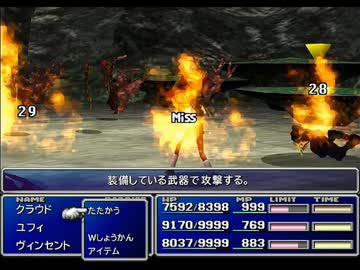 29
Miss
28
装備している武器で攻撃する。
NAME
HP MP LIMIT TIME
クラウド たたかう 7592/8398 999
ユフィ Wしょうかん 9170/9999 769
ヴィンセント アイテム 8037/9999 883